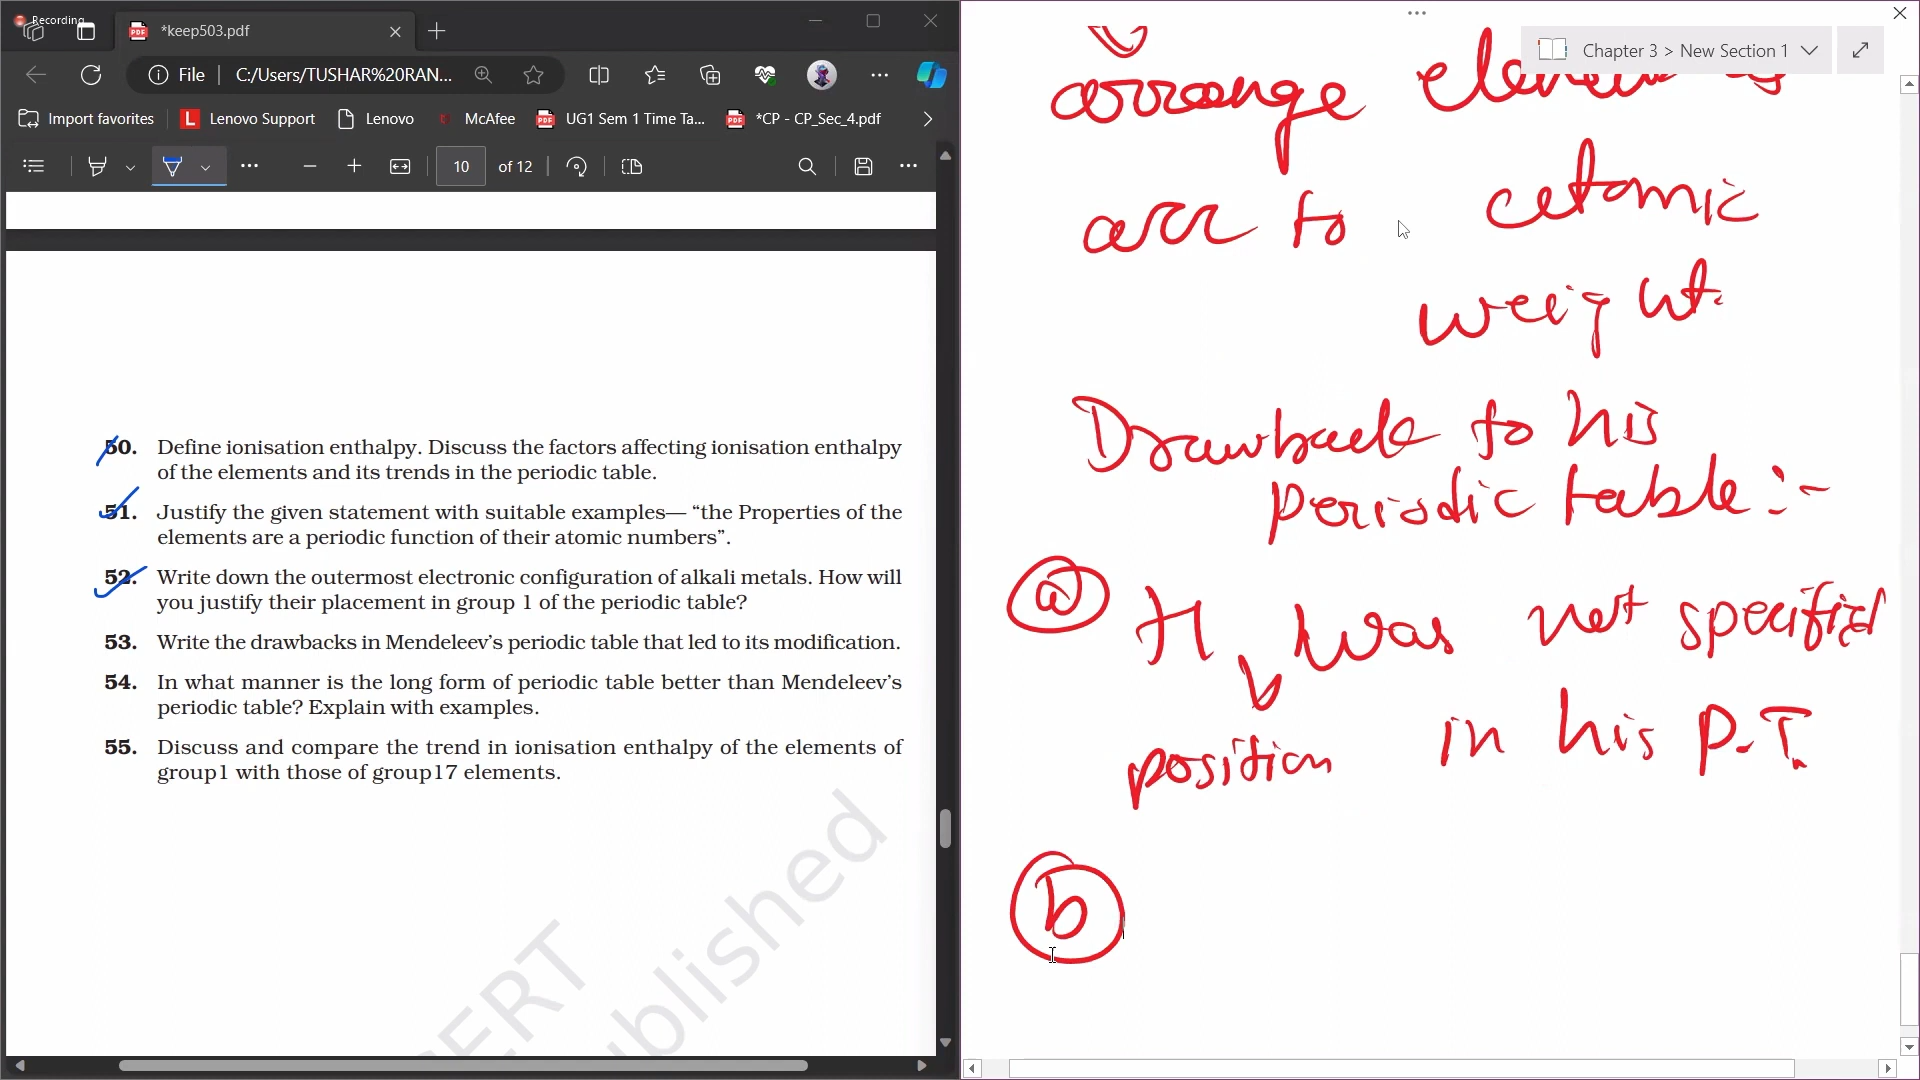 Recording
*keep503.pdf
File
C:/Users/TUSHAR%20RAN...
Import favorites
Lenovo Support
Lenovo
McAfee
UG1 Sem 1 Time Ta...
*CP - CP_Sec_4.pdf
10 of 12
50. Define ionisation enthalpy. Discuss the factors affecting ionisation enthalpy
of the elements and its trends in the periodic table.
51. Justify the given statement with suitable examples— “the Properties of the
elements are a periodic function of their atomic numbers”.
52. Write down the outermost electronic configuration of alkali metals. How will
you justify their placement in group 1 of the periodic table?
53. Write the drawbacks in Mendeleev’s periodic table that led to its modification.
54. In what manner is the long form of periodic table better than Mendeleev’s
periodic table? Explain with examples.
55. Discuss and compare the trend in ionisation enthalpy of the elements of
group1 with those of group17 elements.
Chapter 3 > New Section 1
arrange
acc to atomic
weight.
Drawback to his
periodic table :-
a H was not specified
position in his P.T.
b